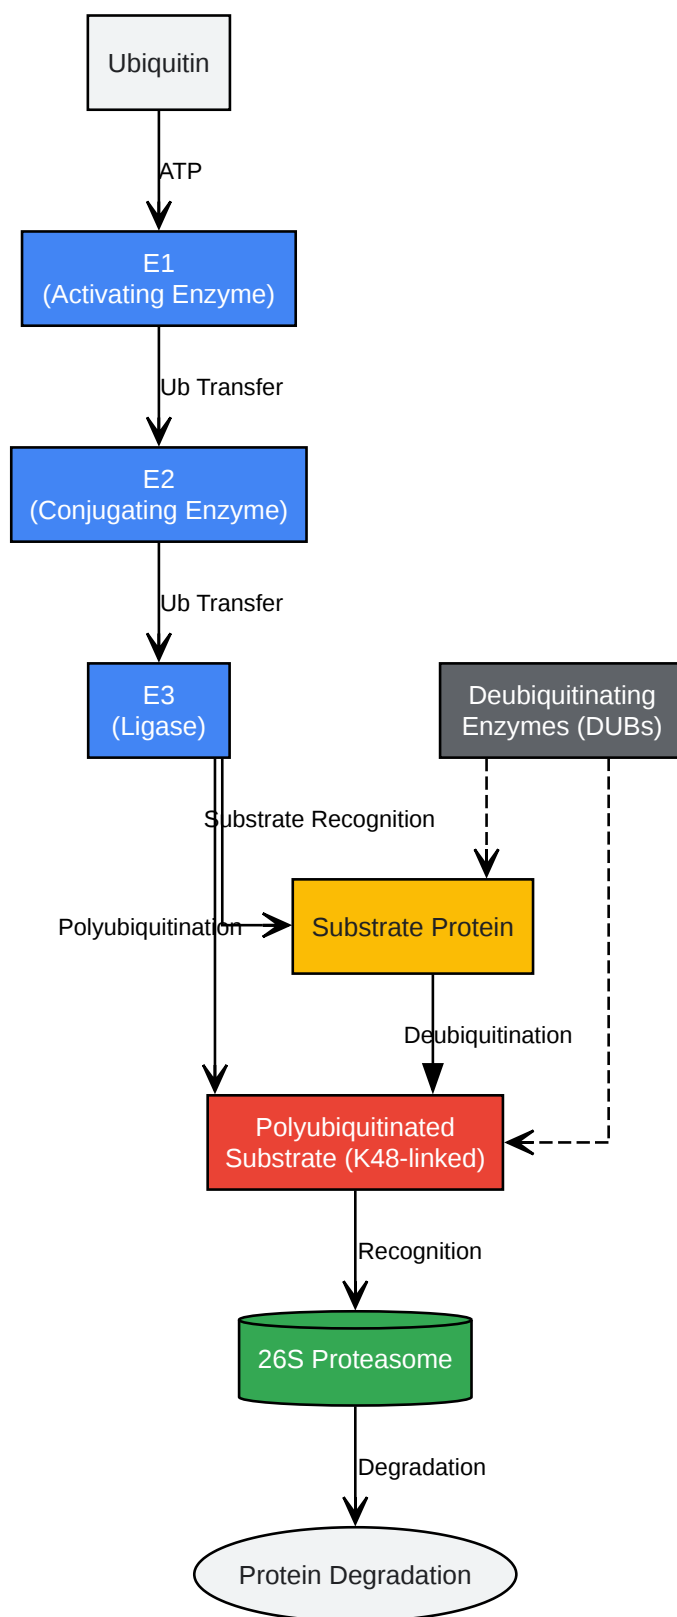 Ubiquitin
ATP
E1
(Activating Enzyme)
Ub Transfer
E2
(Conjugating Enzyme)
Ub Transfer
E3
(Ligase)
Deubiquitinating
Enzymes (DUBs)
Substrate Recognition
Polyubiquitination
Substrate Protein
Deubiquitination
Polyubiquitinated
Substrate (K48-linked)
Recognition
26S Proteasome
Degradation
Protein Degradation